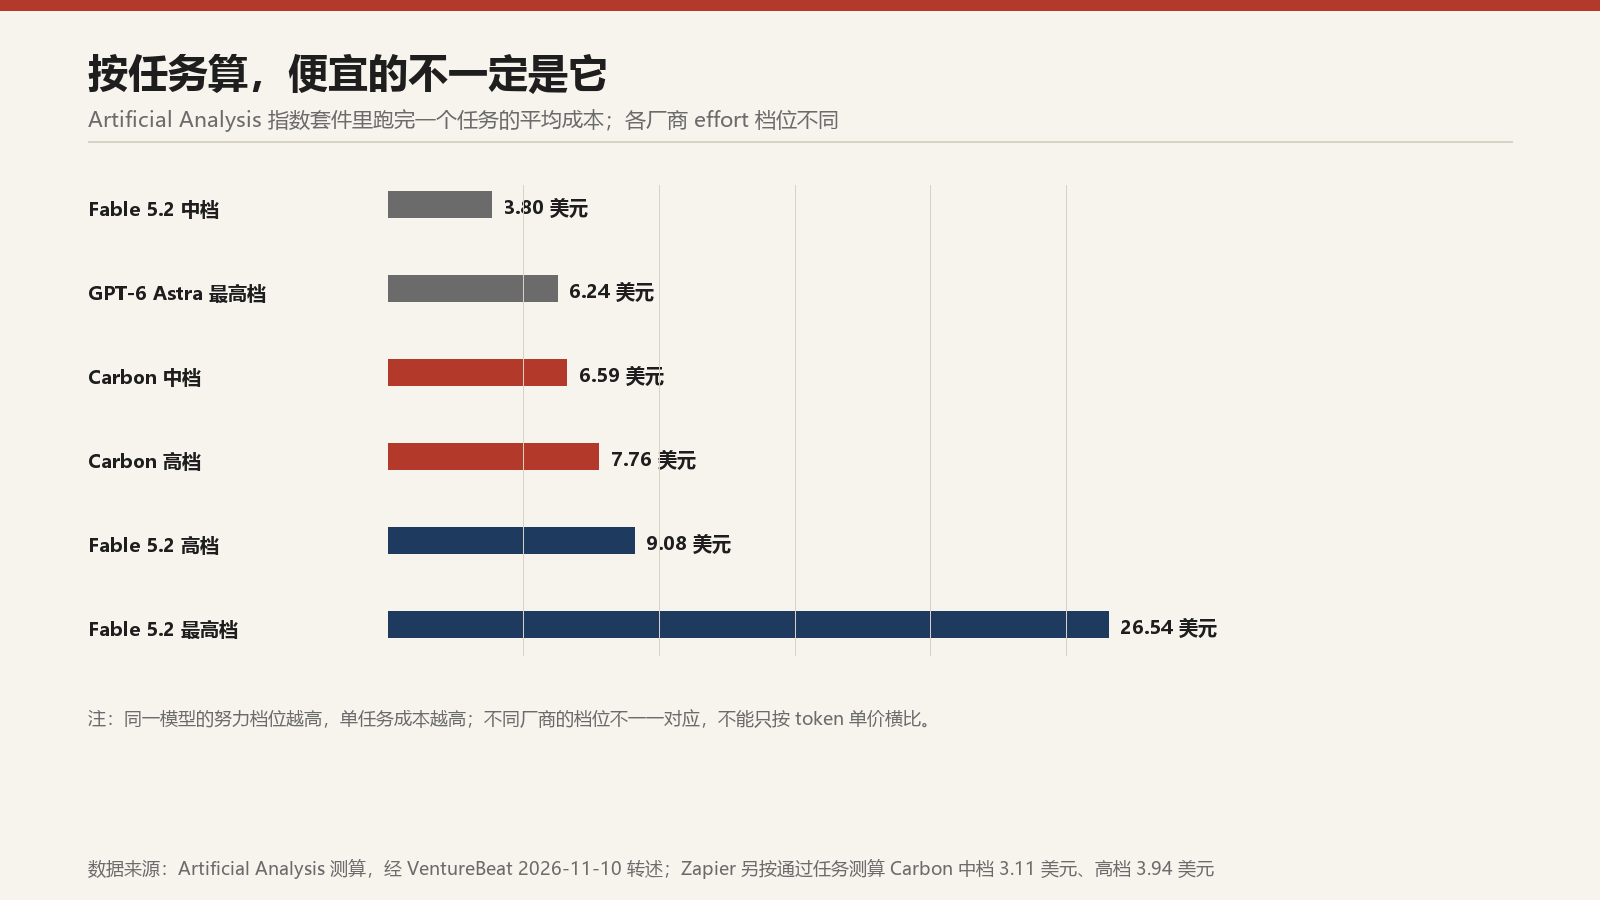 按任务算，便宜的不一定是它
Artificial Analysis 指数套件里跑完一个任务的平均成本；各厂商 effort 档位不同
Fable 5.2 中档 3.80 美元
GPT-6 Astra 最高档 6.24 美元
Carbon 中档 6.59 美元
Carbon 高档 7.76 美元
Fable 5.2 高档 9.08 美元
Fable 5.2 最高档 26.54 美元
注：同一模型的努力档位越高，单任务成本越高；不同厂商的档位不一一对应，不能只按 token 单价横比。
数据来源：Artificial Analysis 测算，经 VentureBeat 2026-11-10 转述；Zapier 另按通过任务测算 Carbon 中档 3.11 美元、高档 3.94 美元